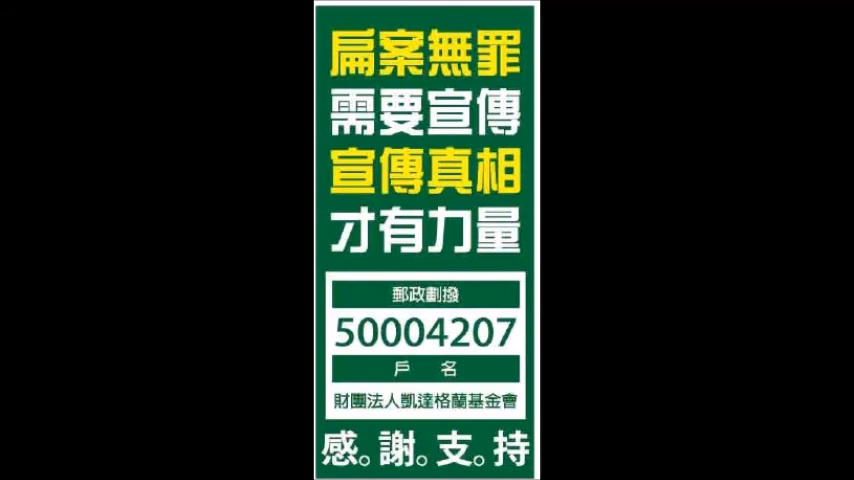 扁案無罪
需要宣傳
宣傳真相
才有力量
郵政劃撥
50004207
戶 名
財團法人凱達格蘭基金會
感。謝。支。持